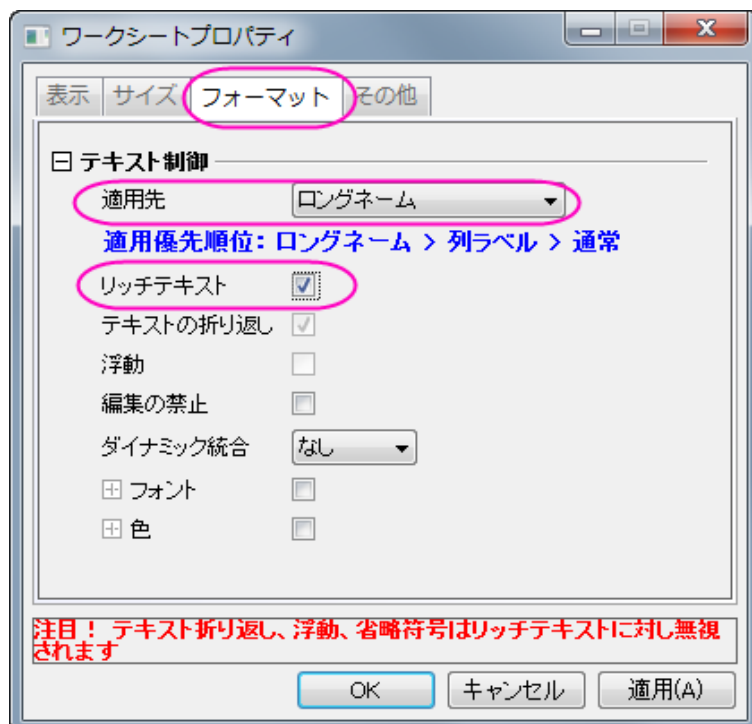 ワークシートプロパティ
表示 サイズ フォーマット その他
テキスト制御
適用先 ロングネーム
適用優先順位: ロングネーム > 列ラベル > 通常
リッチテキスト
テキストの折り返し
浮動
編集の禁止
ダイナミック統合 なし
フォント
色
注目! テキスト折り返し、浮動、省略符号はリッチテキストに対し無視
されます
OK キャンセル 適用(A)